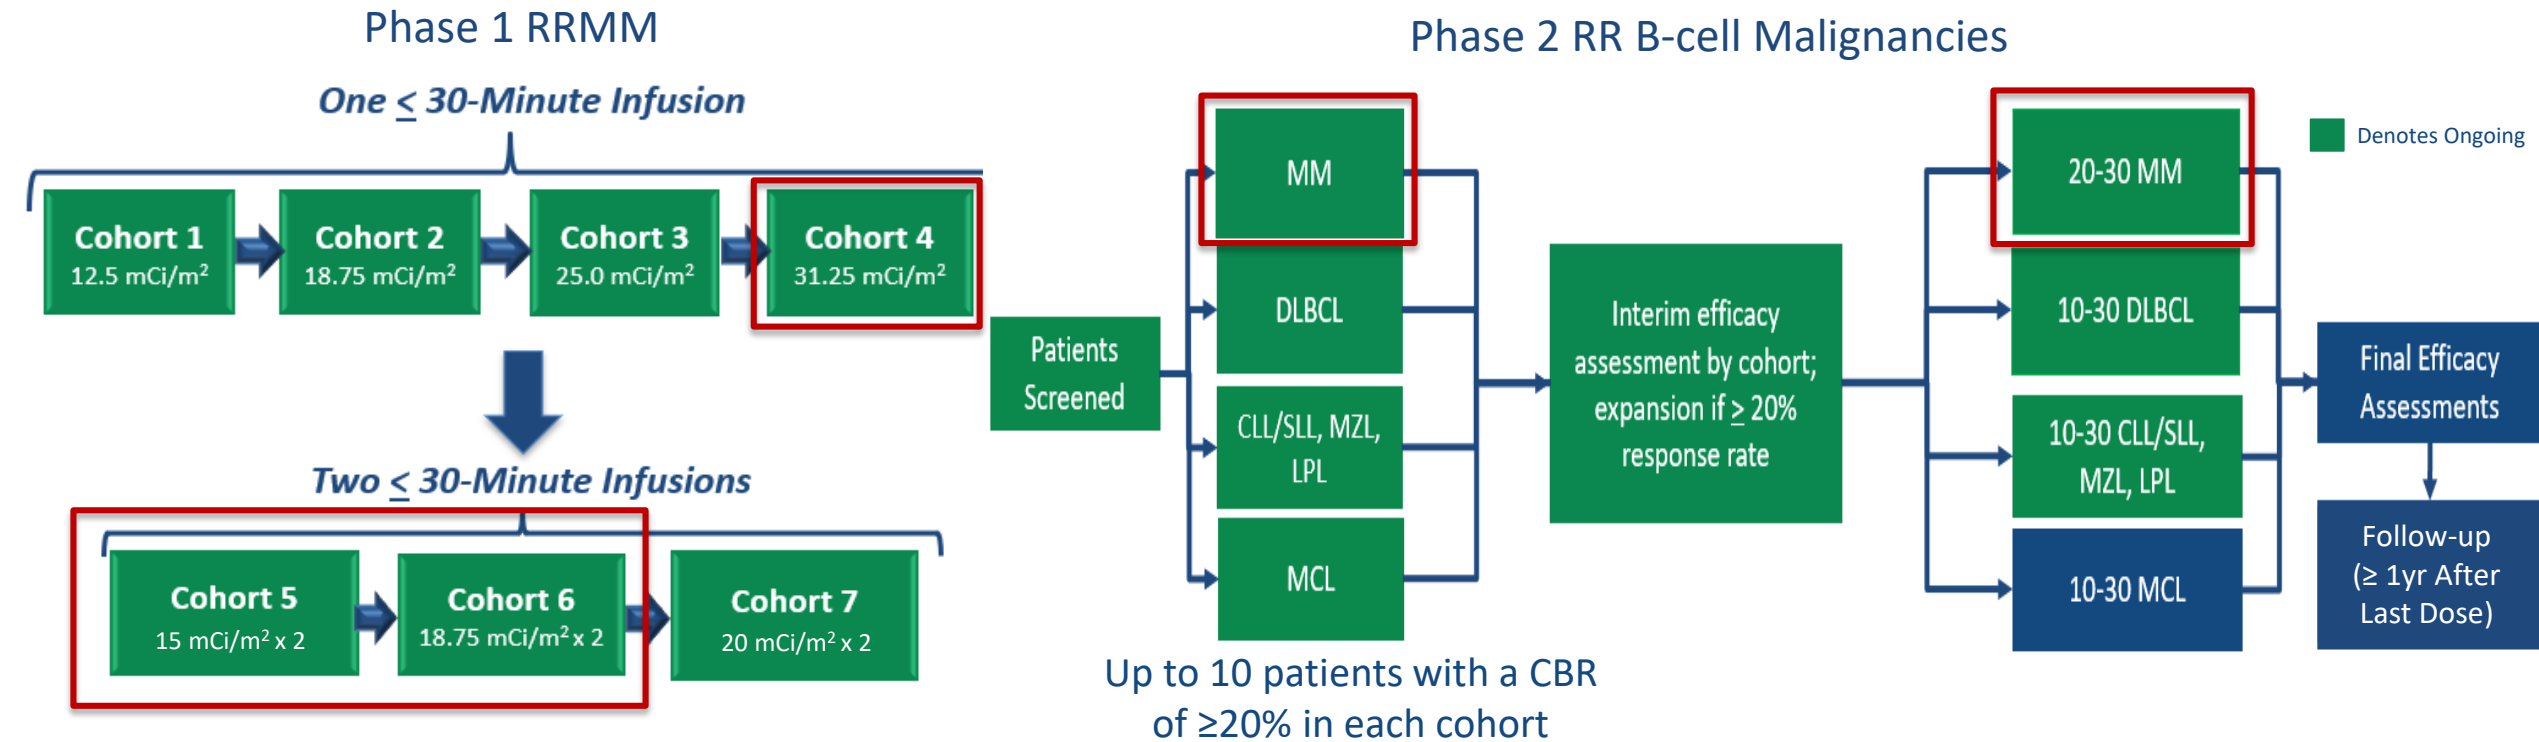 Phase 1 RRMM
One ≤ 30-Minute Infusion
Cohort 1
12.5 mCi/m²
Cohort 2
18.75 mCi/m²
Cohort 3
25.0 mCi/m²
Cohort 4
31.25 mCi/m²
Two ≤ 30-Minute Infusions
Cohort 5
15 mCi/m² x 2
Cohort 6
18.75 mCi/m² x 2
Cohort 7
20 mCi/m² x 2
Phase 2 RR B-cell Malignancies
Denotes Ongoing
Patients
Screened
MM
DLBCL
CLL/SLL, MZL,
LPL
MCL
Up to 10 patients with a CBR
of ≥20% in each cohort
Interim efficacy
assessment by cohort;
expansion if ≥ 20%
response rate
20-30 MM
10-30 DLBCL
10-30 CLL/SLL,
MZL, LPL
10-30 MCL
Final Efficacy
Assessments
Follow-up
(≥ 1yr After
Last Dose)